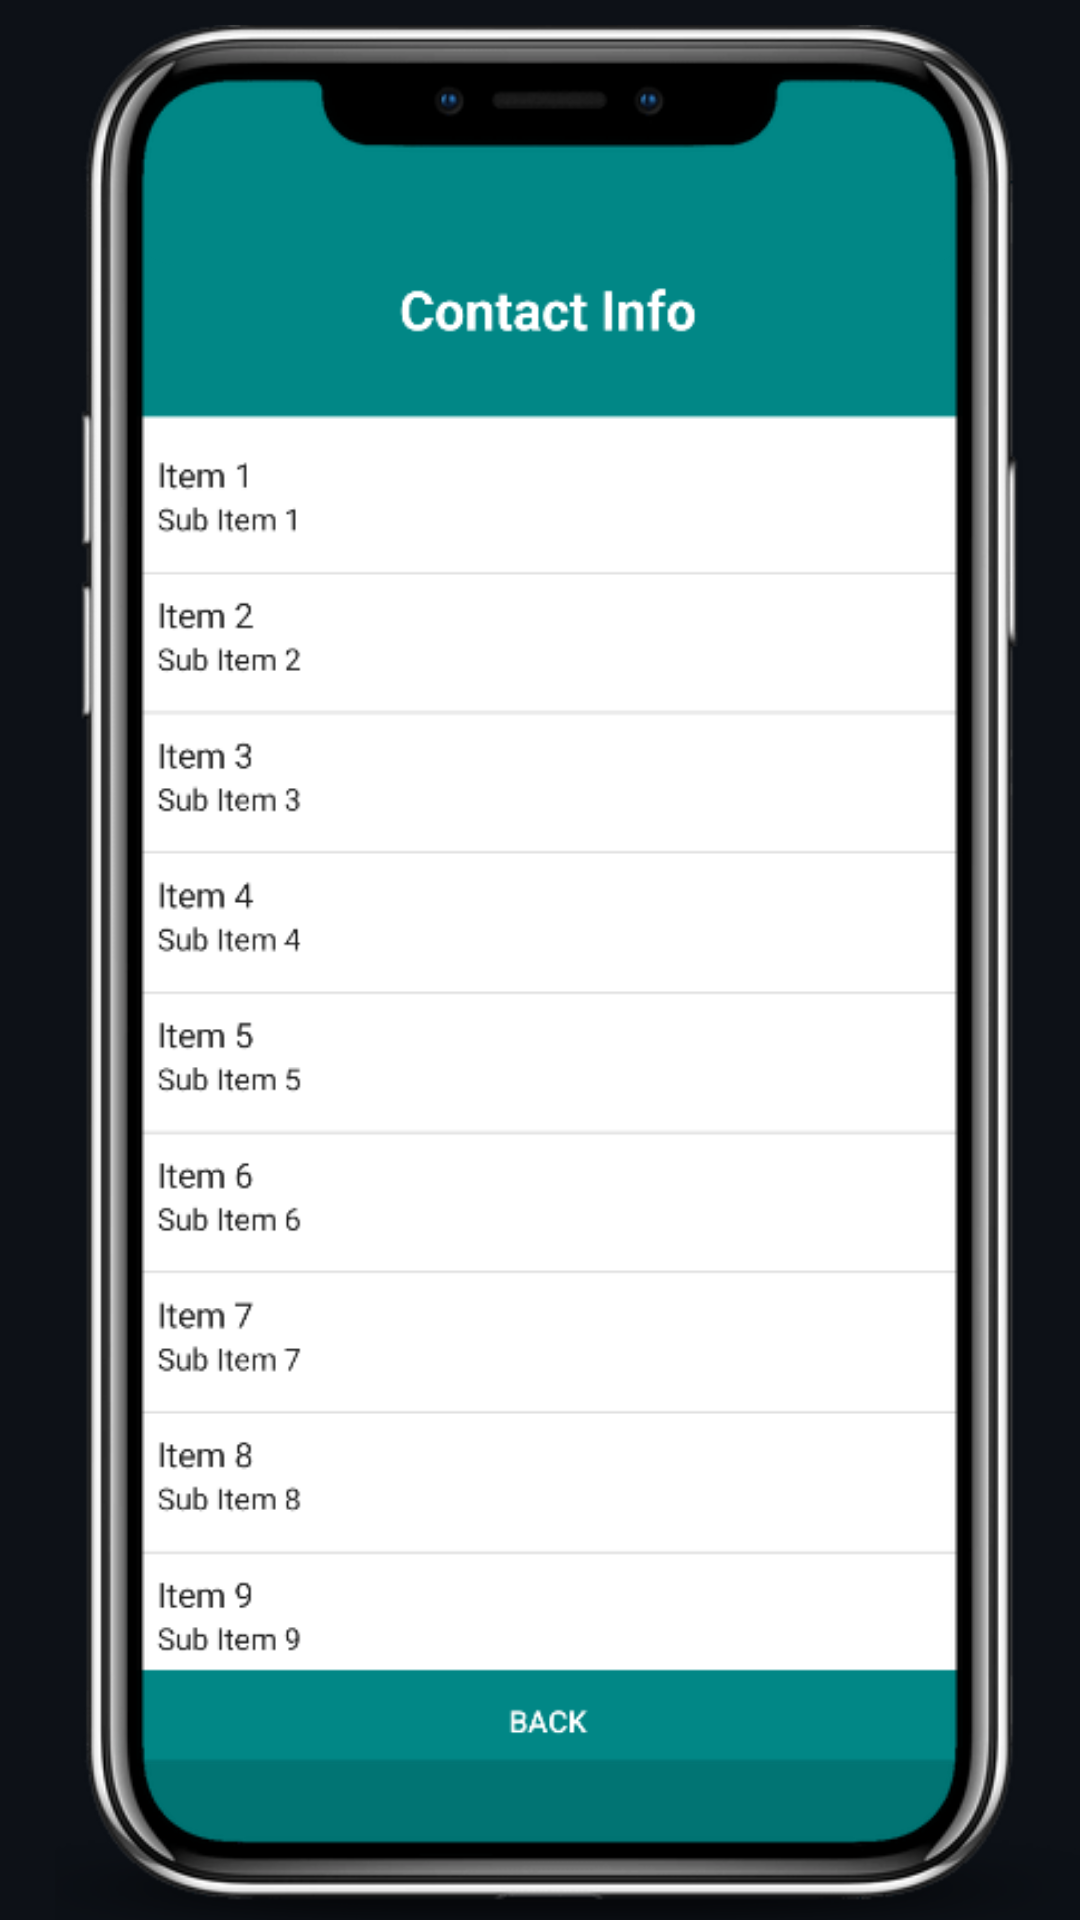 Contact Info
Item 1
Sub Item 1
Item 2
Sub Item 2
Item 3
Sub Item 3
Item 4
Sub Item 4
Item 5
Sub Item 5
Item 6
Sub Item 6
Item 7
Sub Item 7
Item 8
Sub Item 8
Item 9
Sub Item 9
BACK